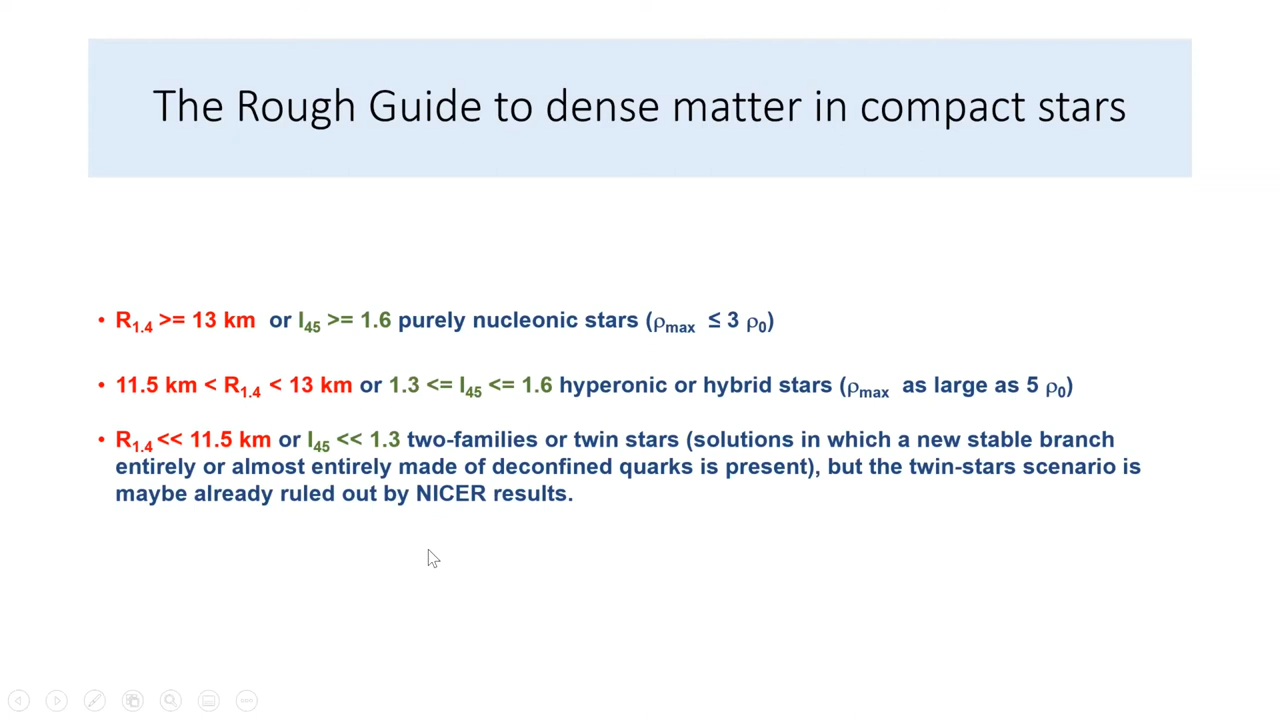 The Rough Guide to dense matter in compact stars
• R1.4 >= 13 km or I45 >= 1.6 purely nucleonic stars (ρmax ≤ 3 ρ0)
• 11.5 km < R1.4 < 13 km or 1.3 <= I45 <= 1.6 hyperonic or hybrid stars (ρmax as large as 5 ρ0)
• R1.4 << 11.5 km or I45 << 1.3 two-families or twin stars (solutions in which a new stable branch
entirely or almost entirely made of deconfined quarks is present), but the twin-stars scenario is
maybe already ruled out by NICER results.